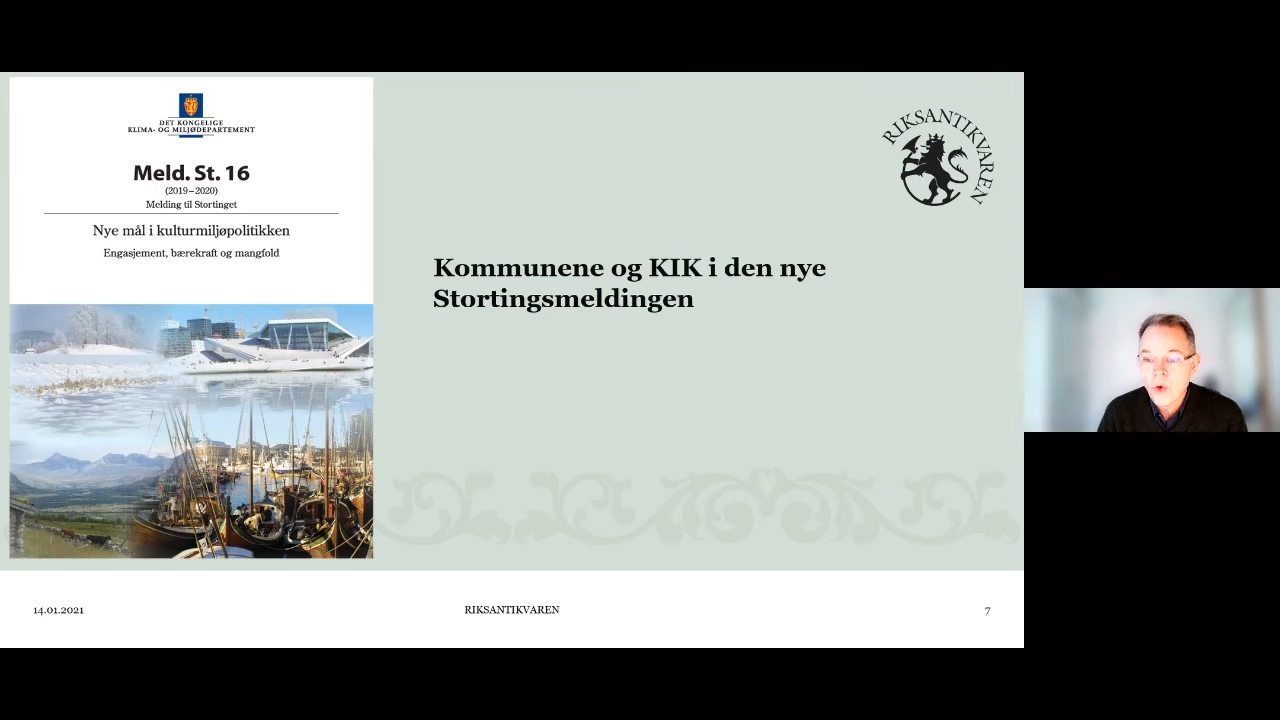 DET KONGELIGE
KLIMA- OG MILJØDEPARTEMENT
Meld. St. 16
(2019–2020)
Melding til Stortinget
Nye mål i kulturmiljøpolitikken
Engasjement, bærekraft og mangfold
RIKSANTIKVAREN
Kommunene og KIK i den nye
Stortingsmeldingen
14.01.2021
RIKSANTIKVAREN
7